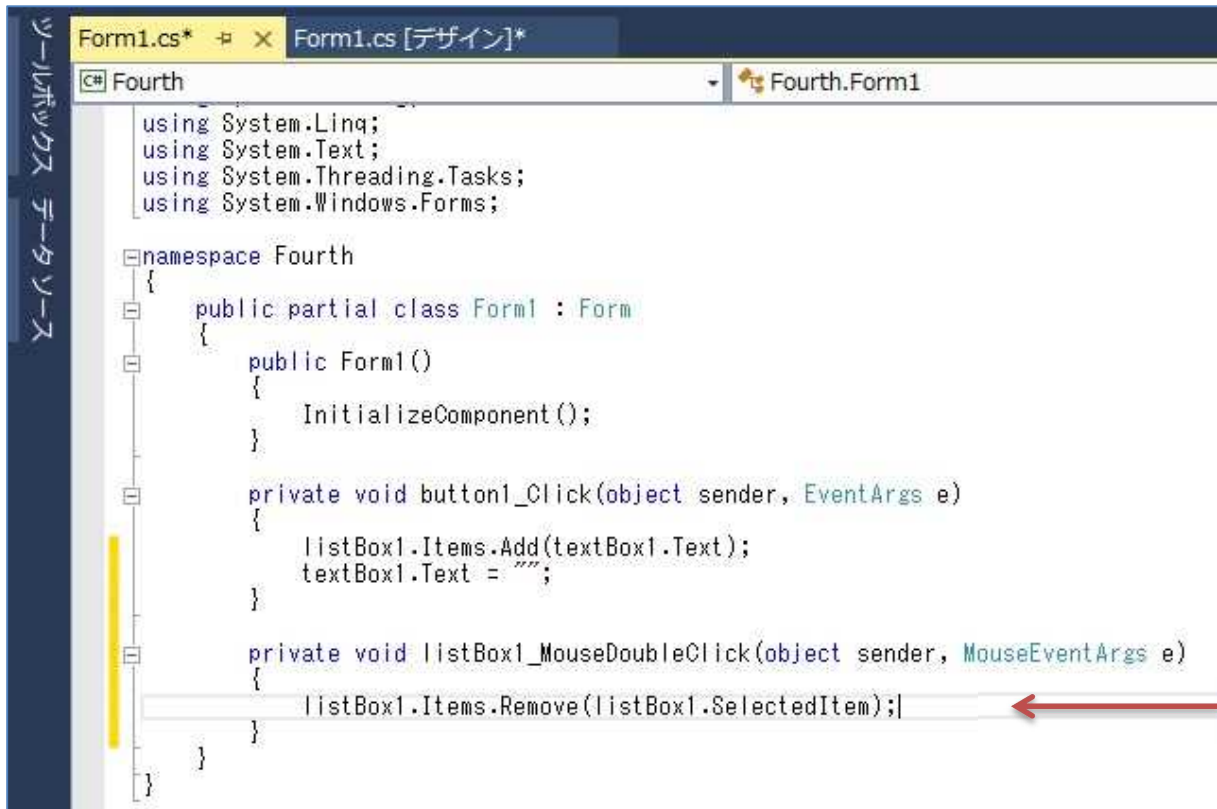 ツールボックス データ ソース
Form1.cs* Form1.cs [デザイン]*
C# Fourth Fourth.Form1
using System.Linq;
using System.Text;
using System.Threading.Tasks;
using System.Windows.Forms;
namespace Fourth
{
public partial class Form1 : Form
{
public Form1()
{
InitializeComponent();
}
private void button1_Click(object sender, EventArgs e)
{
listBox1.Items.Add(textBox1.Text);
textBox1.Text = "";
}
private void listBox1_MouseDoubleClick(object sender, MouseEventArgs e)
{
listBox1.Items.Remove(listBox1.SelectedItem);
}
}
}